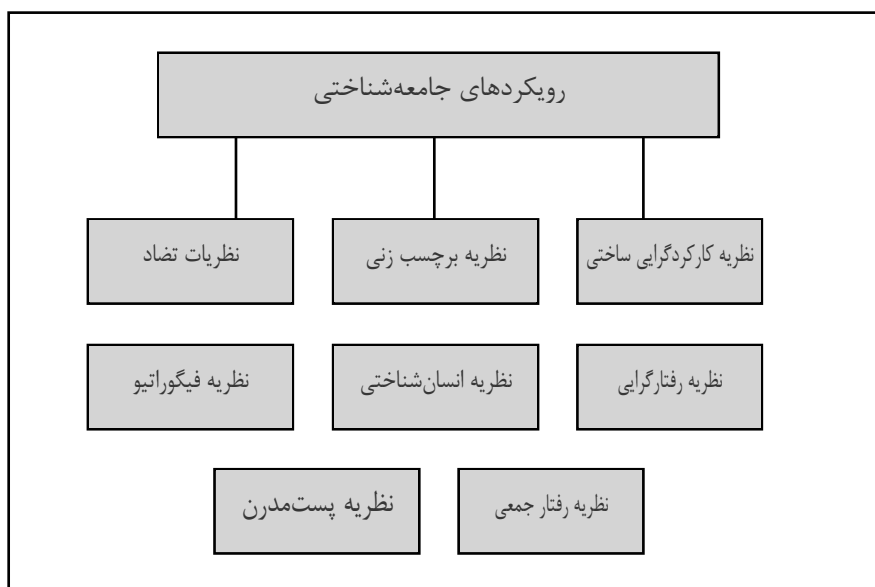 رویکردهای جامعه‌شناختی
نظریه کارکردگرایی ساختی
نظریه برچسب زنی
نظریات تضاد
نظریه رفتارگرایی
نظریه انسان‌شناختی
نظریه فیگوراتیو
نظریه رفتار جمعی
نظریه پست‌مدرن